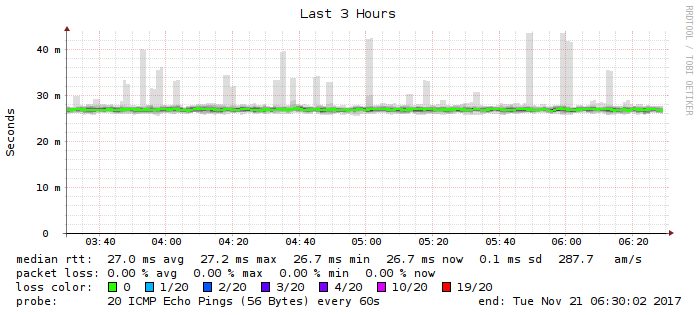 Last 3 Hours
RRDTOOL / TOBI OETIKER
Seconds
40 m
30 m
20 m
10 m
0
03:40 04:00 04:20 04:40 05:00 05:20 05:40 06:00 06:20
median rtt: 27.0 ms avg 27.2 ms max 26.7 ms min 26.7 ms now 0.1 ms sd 287.7 am/s
packet loss: 0.00 % avg 0.00 % max 0.00 % min 0.00 % now
loss color: 0 1/20 2/20 3/20 4/20 10/20 19/20
probe: 20 ICMP Echo Pings (56 Bytes) every 60s end: Tue Nov 21 06:30:02 2017